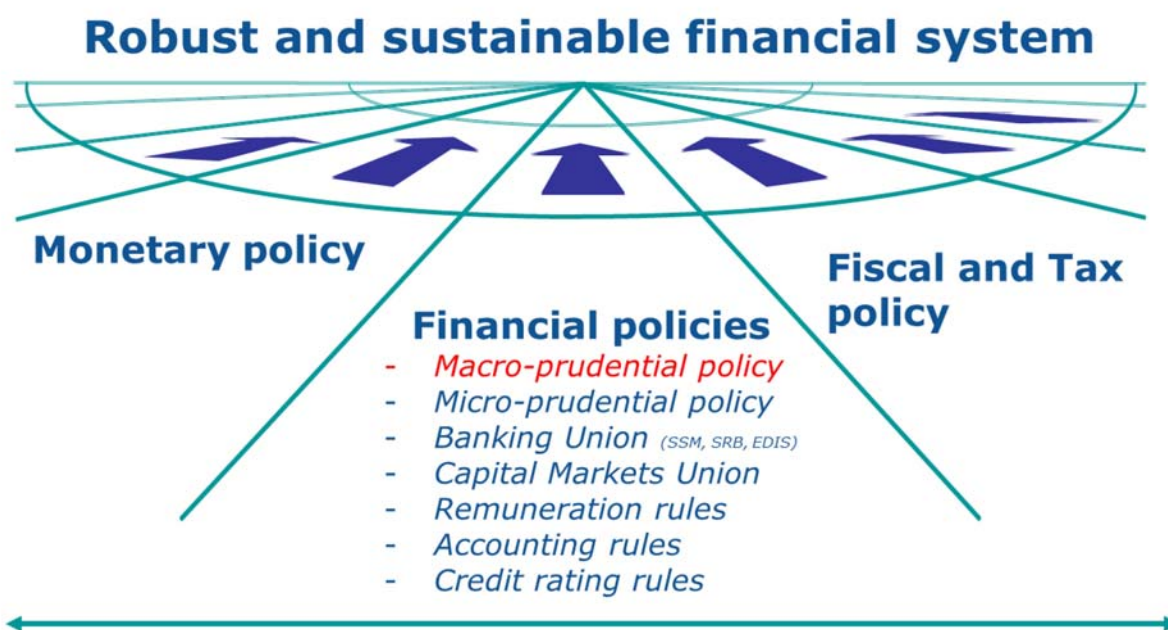 Robust and sustainable financial system
Monetary policy
Fiscal and Tax
policy
Financial policies
- Macro-prudential policy
- Micro-prudential policy
- Banking Union (SSM, SRB, EDIS)
- Capital Markets Union
- Remuneration rules
- Accounting rules
- Credit rating rules